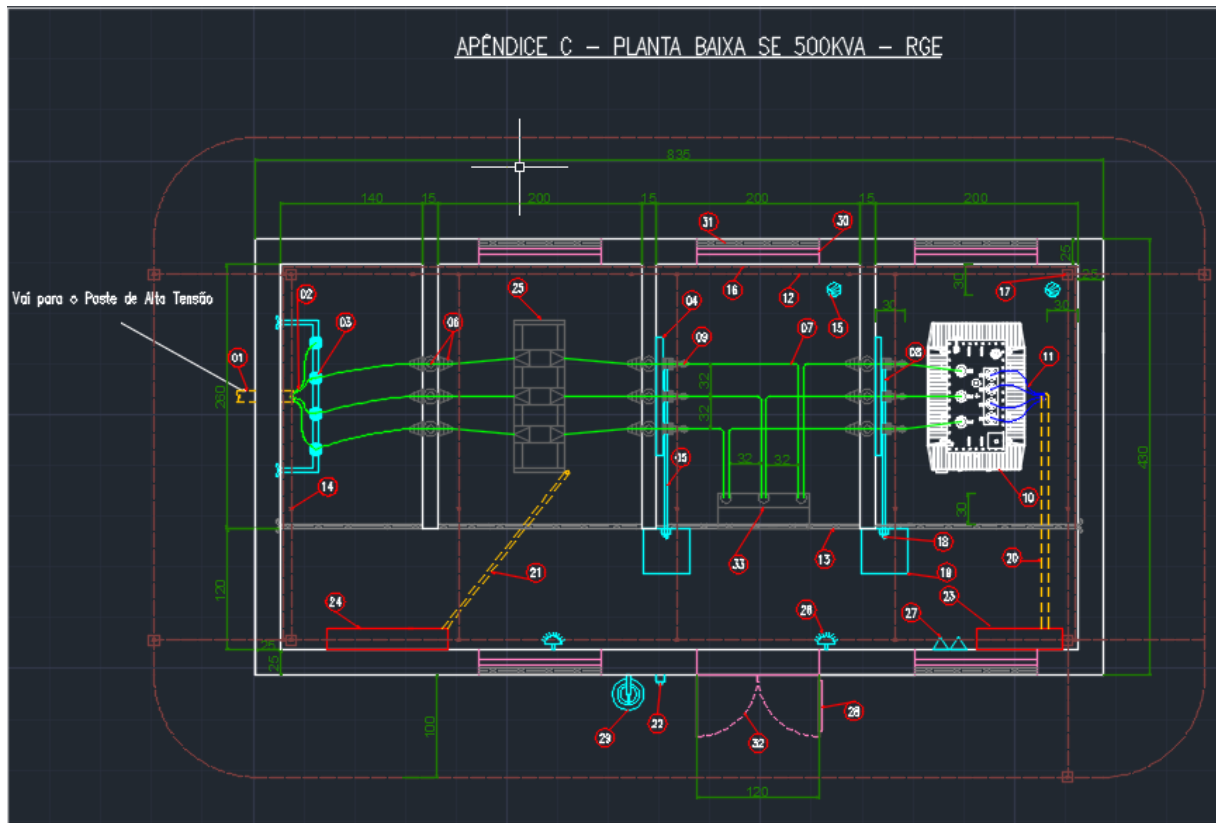 APÊNDICE C - PLANTA BAIXA SE 500KVA - RGE
835
140 15 200 15 200 15 200
31 30
25
Vai para o Poste de Alta Tensão
02 25 04 16 12 30 17 25
03 06 09 07 15 30 08 30 11
01
32
260
32
430
32 32
05
14 30 10
18
21 33 13 19 20
120
24 28 27 23
25
29 22 32 26
100
120